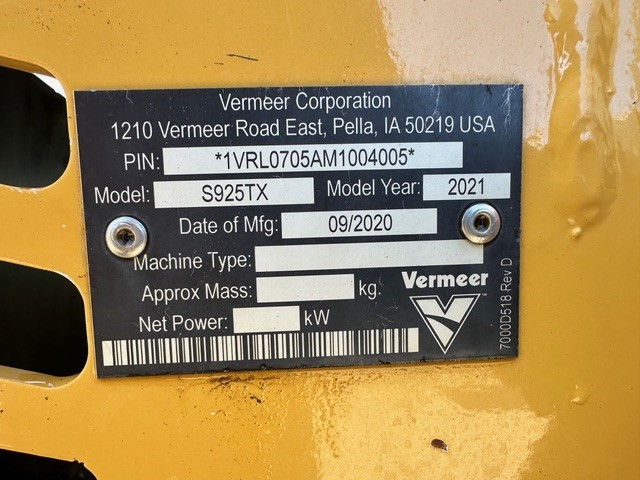 Vermeer Corporation
1210 Vermeer Road East, Pella, IA 50219 USA
PIN: *1VRL0705AM1004005*
Model: S925TX Model Year: 2021
Date of Mfg: 09/2020
Machine Type:
Approx Mass: kg.
Net Power: kW
Vermeer
™
7000D518 Rev D